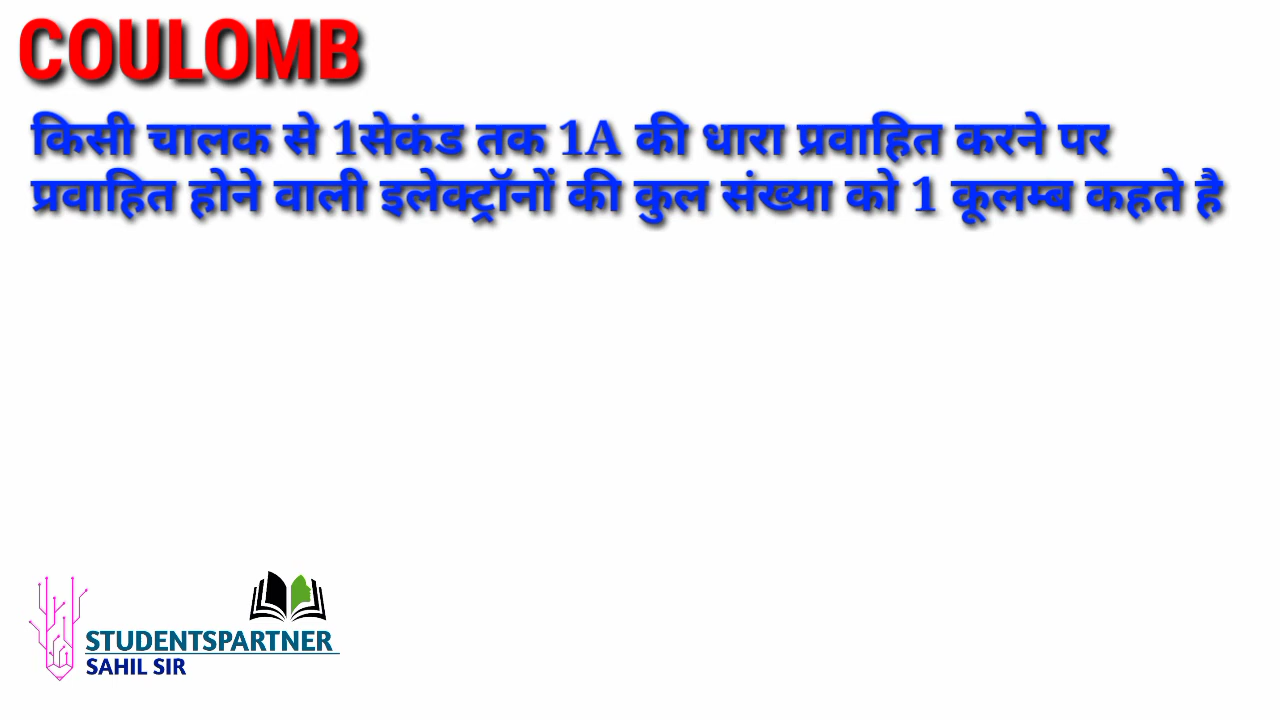 COULOMB
किसी चालक से 1सेकंड तक 1A की धारा प्रवाहित करने पर
प्रवाहित होने वाली इलेक्ट्रॉनों की कुल संख्या को 1 कूलम्ब कहते है
STUDENTSPARTNER
SAHIL SIR